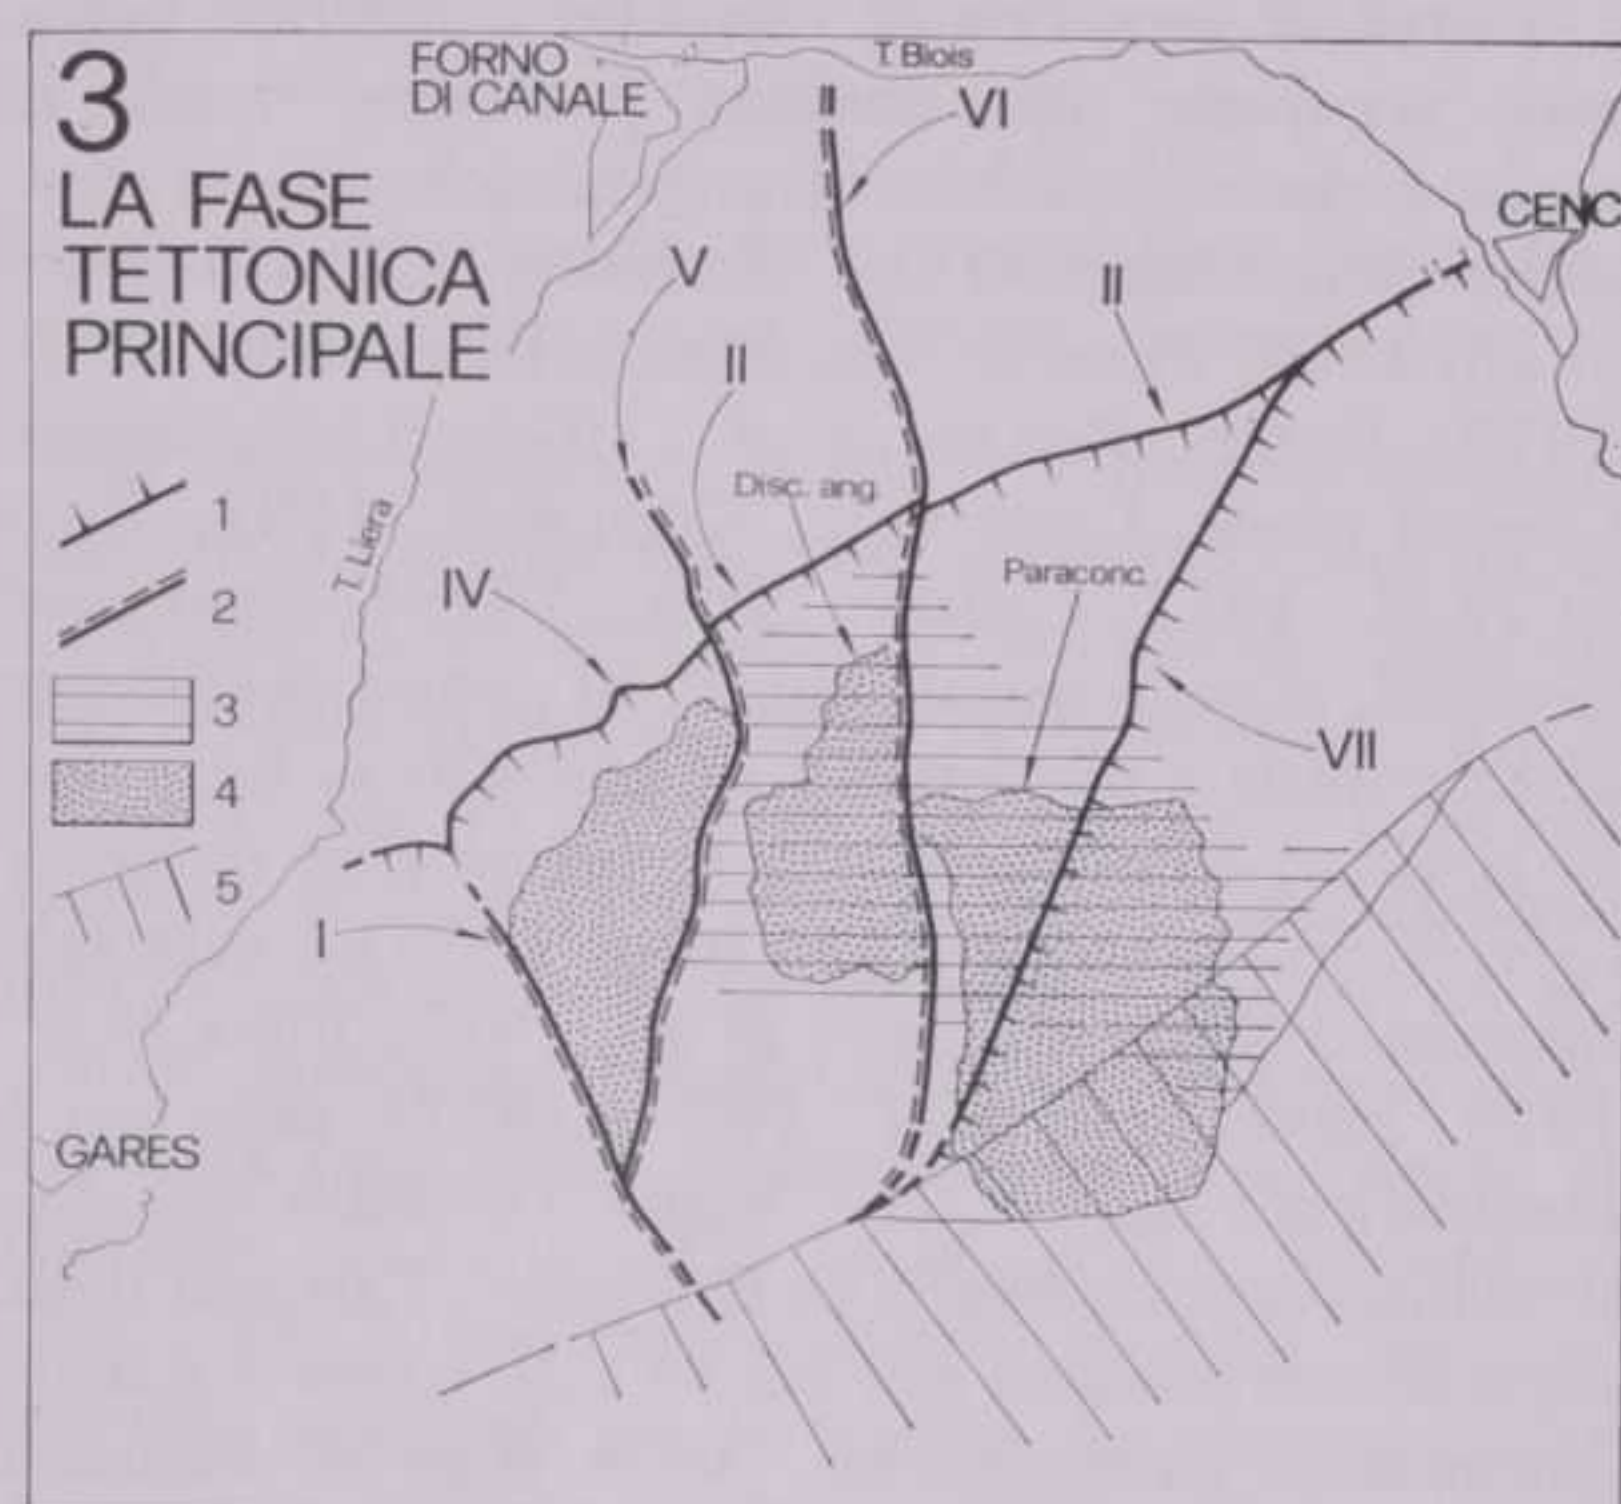 3
LA FASE
TETTONICA
PRINCIPALE
FORNO
DI CANALE
T. Biois
VI
CENC
V
II
II
Disc. ang.
1
T. Liera
2
IV
Paraconc.
3
VII
4
5
I
GARES